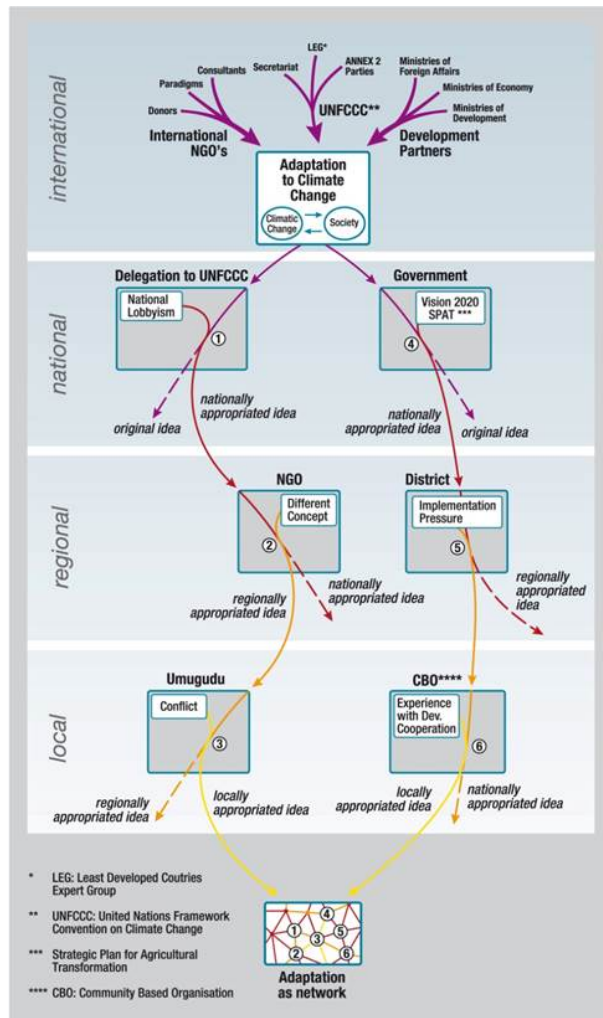 international
LEG*
Consultants
Secretariat
ANNEX 2
Parties
Ministries of
Foreign Affairs
Paradigms
Ministries of Economy
Donors
UNFCCC**
Ministries of
Development
International
NGO's
Development
Partners
Adaptation
to Climate
Change
Climatic
Change
Society
national
Delegation to UNFCCC
Government
National
Lobbyism
Vision 2020
SPAT ***
1
4
nationally
appropriated idea
nationally
appropriated idea
original idea
original idea
regional
NGO
District
Different
Concept
Implementation
Pressure
2
5
regionally
appropriated idea
nationally
appropriated idea
regionally
appropriated
idea
local
Umugudu
CBO****
Conflict
Experience
with Dev.
Cooperation
3
6
regionally
appropriated idea
locally
appropriated idea
locally
appropriated idea
nationally
appropriated idea
* LEG: Least Developed Coutries
Expert Group
** UNFCCC: United Nations Framework
Convention on Climate Change
*** Strategic Plan for Agricultural
Transformation
**** CBO: Community Based Organisation
4
1
5
3
2
6
Adaptation
as network